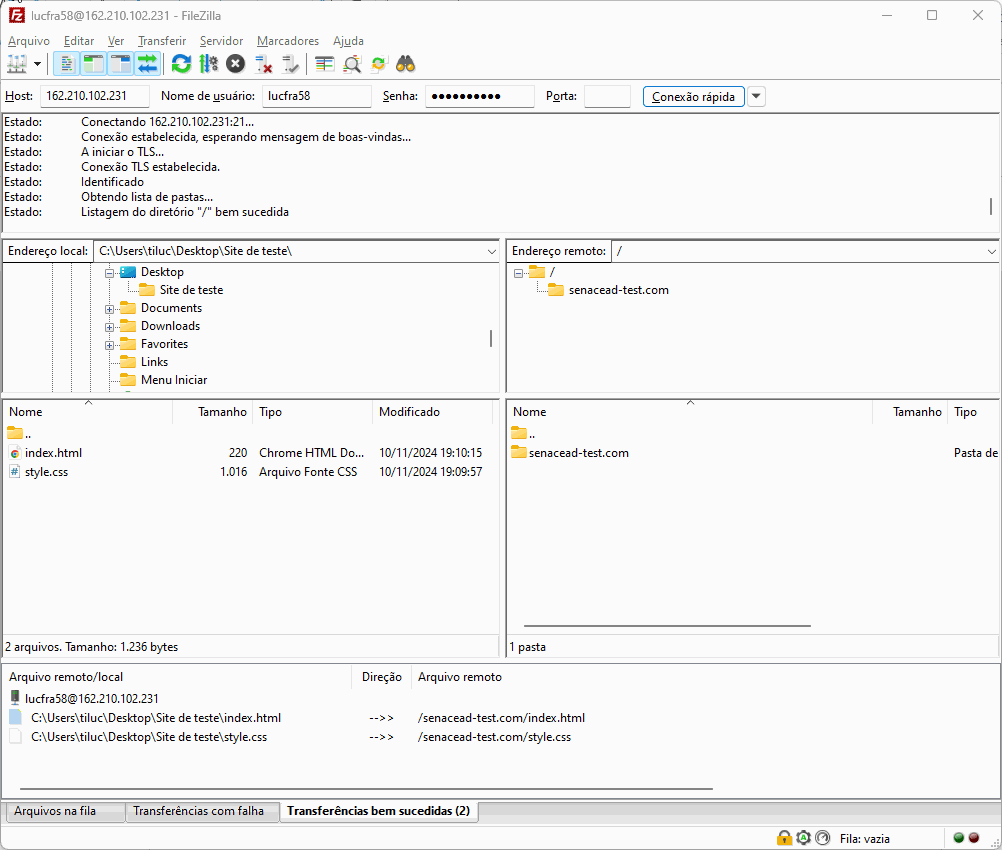 lucfra58@162.210.102.231 - FileZilla
Arquivo Editar Ver Transferir Servidor Marcadores Ajuda
Host: 162.210.102.231 Nome de usuário: lucfra58 Senha: ●●●●●●●●●● Porta: Conexão rápida
Estado: Conectando 162.210.102.231:21...
Estado: Conexão estabelecida, esperando mensagem de boas-vindas...
Estado: A iniciar o TLS...
Estado: Conexão TLS estabelecida.
Estado: Identificado
Estado: Obtendo lista de pastas...
Estado: Listagem do diretório "/" bem sucedida
Endereço local: C:\Users\tiluc\Desktop\Site de teste\
Desktop
Site de teste
Documents
Downloads
Favorites
Links
Menu Iniciar
Endereço remoto: /
/
senacead-test.com
Nome Tamanho Tipo Modificado
..
index.html 220 Chrome HTML Do... 10/11/2024 19:10:15
style.css 1.016 Arquivo Fonte CSS 10/11/2024 19:09:57
2 arquivos. Tamanho: 1.236 bytes
Nome Tamanho Tipo
..
senacead-test.com Pasta de
1 pasta
Arquivo remoto/local Direção Arquivo remoto
lucfra58@162.210.102.231
C:\Users\tiluc\Desktop\Site de teste\index.html -->> /senacead-test.com/index.html
C:\Users\tiluc\Desktop\Site de teste\style.css -->> /senacead-test.com/style.css
Arquivos na fila Transferências com falha Transferências bem sucedidas (2)
Fila: vazia